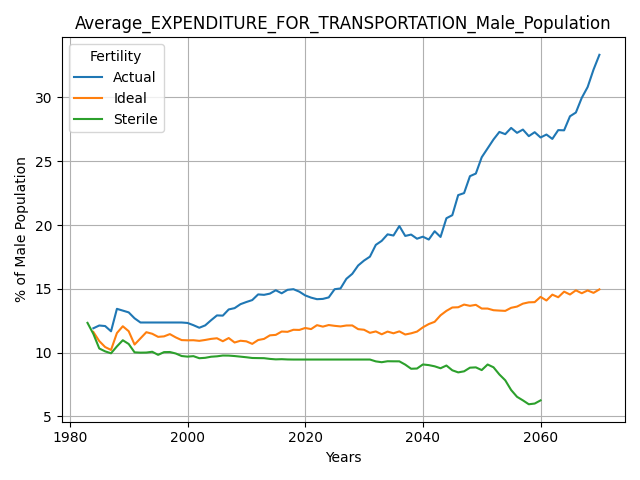 Average_EXPENDITURE_FOR_TRANSPORTATION_Male_Population
Fertility
Actual
Ideal
Sterile
% of Male Population
30
25
20
15
10
5
1980
2000
2020
2040
2060
Years